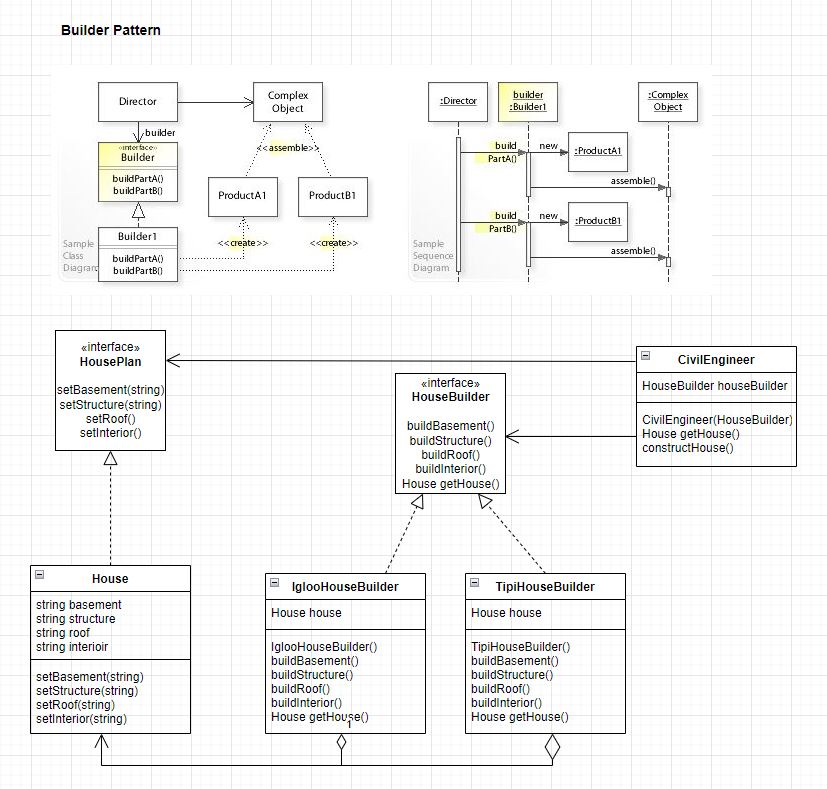 Builder Pattern
Director
Complex
Object
builder
«interface»
Builder
buildPartA()
buildPartB()
<<assemble>>
ProductA1
ProductB1
Builder1
buildPartA()
buildPartB()
<<create>>
<<create>>
Sample
Class
Diagram
:Director
builder
:Builder1
:Complex
Object
build
PartA()
new
:ProductA1
assemble()
build
PartB()
new
:ProductB1
assemble()
Sample
Sequence
Diagram
«interface»
HousePlan
setBasement(string)
setStructure(string)
setRoof()
setInterior()
«interface»
HouseBuilder
buildBasement()
buildStructure()
buildRoof()
buildInterior()
House getHouse()
CivilEngineer
HouseBuilder houseBuilder
CivilEngineer(HouseBuilder)
House getHouse()
constructHouse()
House
string basement
string structure
string roof
string interioir
setBasement(string)
setStructure(string)
setRoof(string)
setInterior(string)
IglooHouseBuilder
House house
IglooHouseBuilder()
buildBasement()
buildStructure()
buildRoof()
buildInterior()
House getHouse()
1
TipiHouseBuilder
House house
TipiHouseBuilder()
buildBasement()
buildStructure()
buildRoof()
buildInterior()
House getHouse()